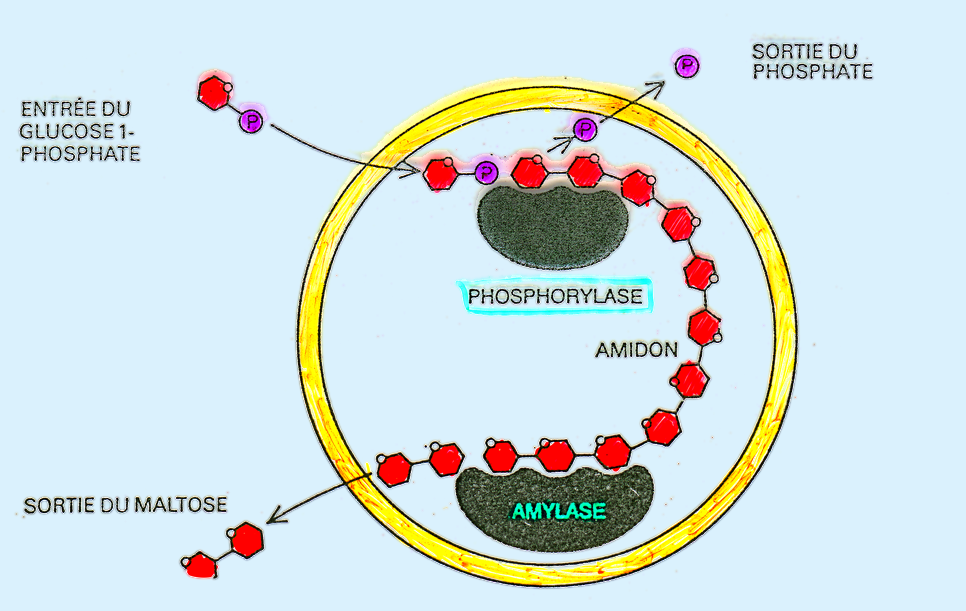 SORTIE DU
PHOSPHATE
P
ENTRÉE DU
GLUCOSE 1-
PHOSPHATE
P
P
P
PHOSPHORYLASE
AMIDON
SORTIE DU MALTOSE
AMYLASE